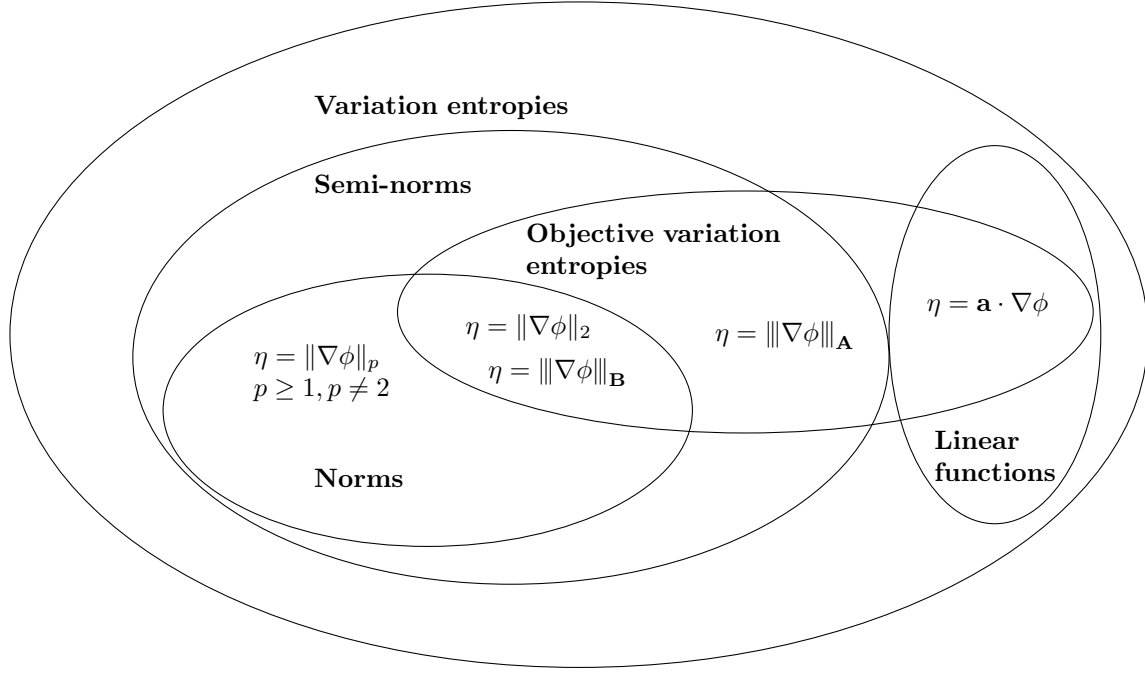 Variation entropies
Semi-norms
Objective variation
entropies
η = a · ∇φ
η = ‖∇φ‖₂
η = ⦀∇φ⦀_A
η = ‖∇φ‖_p
p ≥ 1, p ≠ 2
η = ⦀∇φ⦀_B
Linear
functions
Norms